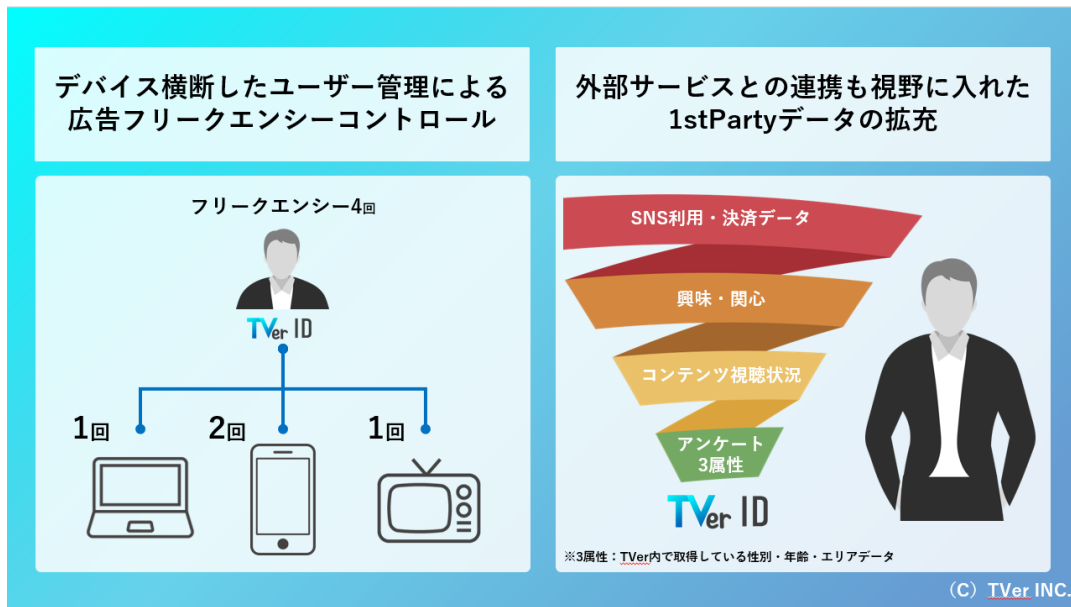 デバイス横断したユーザー管理による
広告フリークエンシーコントロール
外部サービスとの連携も視野に入れた
1stPartyデータの拡充
フリークエンシー4回
TVer ID
1回
2回
1回
SNS利用・決済データ
興味・関心
コンテンツ視聴状況
アンケート
3属性
TVer ID
※3属性：TVer内で取得している性別・年齢・エリアデータ
（C）TVer INC.